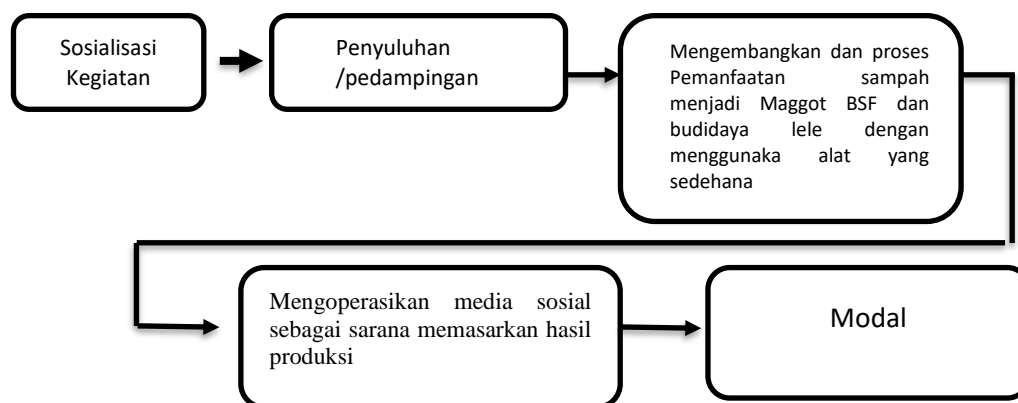 Sosialisasi
Kegiatan
Penyuluhan
/pedampingan
Mengembangkan dan proses
Pemanfaatan sampah
menjadi Maggot BSF dan
budidaya lele dengan
menggunaka alat yang
sedehana
Mengoperasikan media sosial
sebagai sarana memasarkan hasil
produksi
Modal